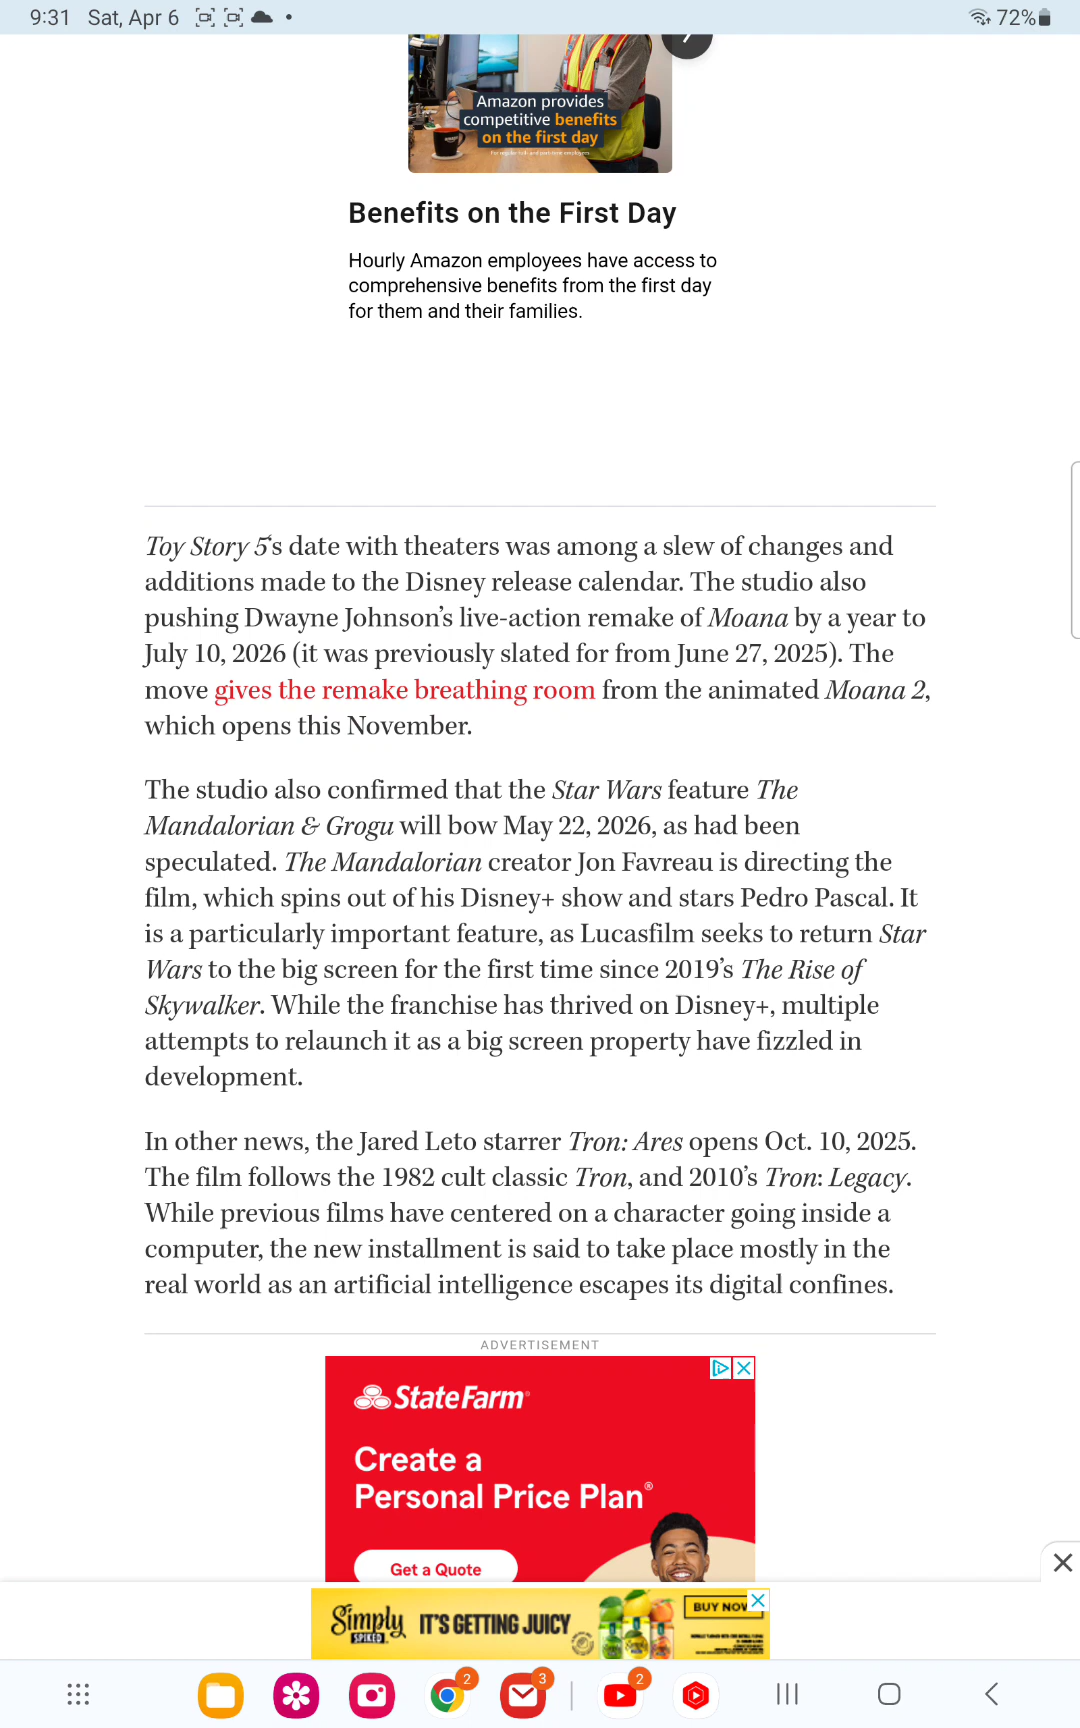 9:31 Sat, Apr 6
72%
Amazon provides
competitive benefits
on the first day
Benefits on the First Day
Hourly Amazon employees have access to
comprehensive benefits from the first day
for them and their families.
Toy Story 5's date with theaters was among a slew of changes and
additions made to the Disney release calendar. The studio also
pushing Dwayne Johnson's live-action remake of Moana by a year to
July 10, 2026 (it was previously slated for from June 27, 2025). The
move gives the remake breathing room from the animated Moana 2,
which opens this November.
The studio also confirmed that the Star Wars feature The
Mandalorian & Grogu will bow May 22, 2026, as had been
speculated. The Mandalorian creator Jon Favreau is directing the
film, which spins out of his Disney+ show and stars Pedro Pascal. It
is a particularly important feature, as Lucasfilm seeks to return Star
Wars to the big screen for the first time since 2019's The Rise of
Skywalker. While the franchise has thrived on Disney+, multiple
attempts to relaunch it as a big screen property have fizzled in
development.
In other news, the Jared Leto starrer Tron: Ares opens Oct. 10, 2025.
The film follows the 1982 cult classic Tron, and 2010's Tron: Legacy.
While previous films have centered on a character going inside a
computer, the new installment is said to take place mostly in the
real world as an artificial intelligence escapes its digital confines.
ADVERTISEMENT
StateFarm®
Create a
Personal Price Plan®
Get a Quote
Simply SPIKED IT'S GETTING JUICY BUY NOW
2 3 2